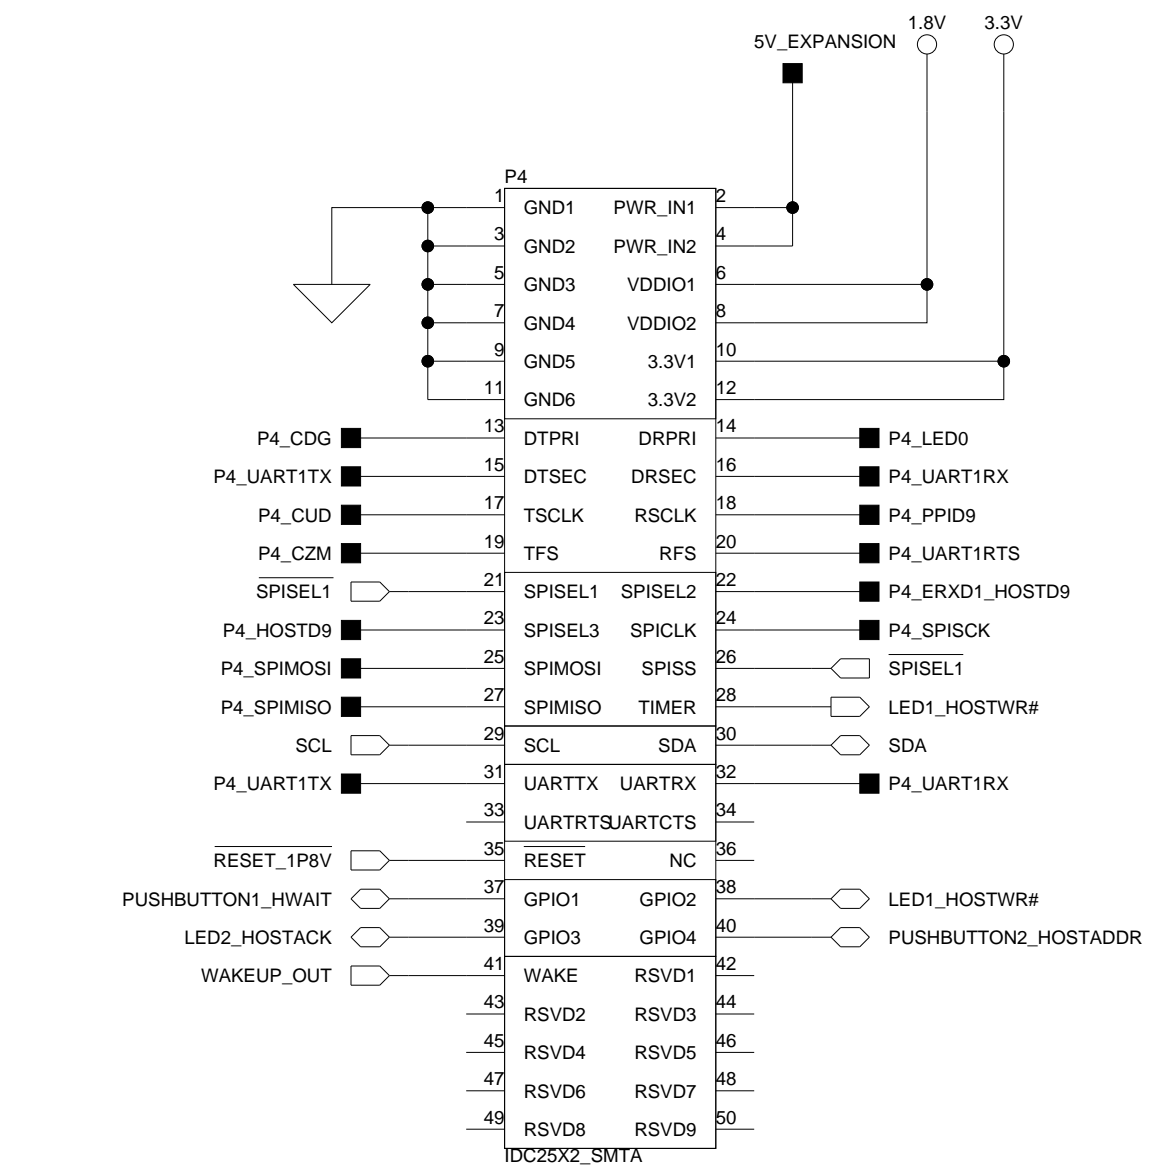 1.8V 3.3V
5V_EXPANSION
P4
1 GND1 PWR_IN1 2
3 GND2 PWR_IN2 4
5 GND3 VDDIO1 6
7 GND4 VDDIO2 8
9 GND5 3.3V1 10
11 GND6 3.3V2 12
P4_CDG 13 DTPRI DRPRI 14 P4_LED0
P4_UART1TX 15 DTSEC DRSEC 16 P4_UART1RX
P4_CUD 17 TSCLK RSCLK 18 P4_PPID9
P4_CZM 19 TFS RFS 20 P4_UART1RTS
SPISEL1 21 SPISEL1 SPISEL2 22 P4_ERXD1_HOSTD9
P4_HOSTD9 23 SPISEL3 SPICLK 24 P4_SPISCK
P4_SPIMOSI 25 SPIMOSI SPISS 26 SPISEL1
P4_SPIMISO 27 SPIMISO TIMER 28 LED1_HOSTWR#
SCL 29 SCL SDA 30 SDA
P4_UART1TX 31 UARTTX UARTRX 32 P4_UART1RX
33 UARTRTS UARTCTS 34
RESET_1P8V 35 RESET NC 36
PUSHBUTTON1_HWAIT 37 GPIO1 GPIO2 38 LED1_HOSTWR#
LED2_HOSTACK 39 GPIO3 GPIO4 40 PUSHBUTTON2_HOSTADDR
WAKEUP_OUT 41 WAKE RSVD1 42
43 RSVD2 RSVD3 44
45 RSVD4 RSVD5 46
47 RSVD6 RSVD7 48
49 RSVD8 RSVD9 50
IDC25X2_SMTA